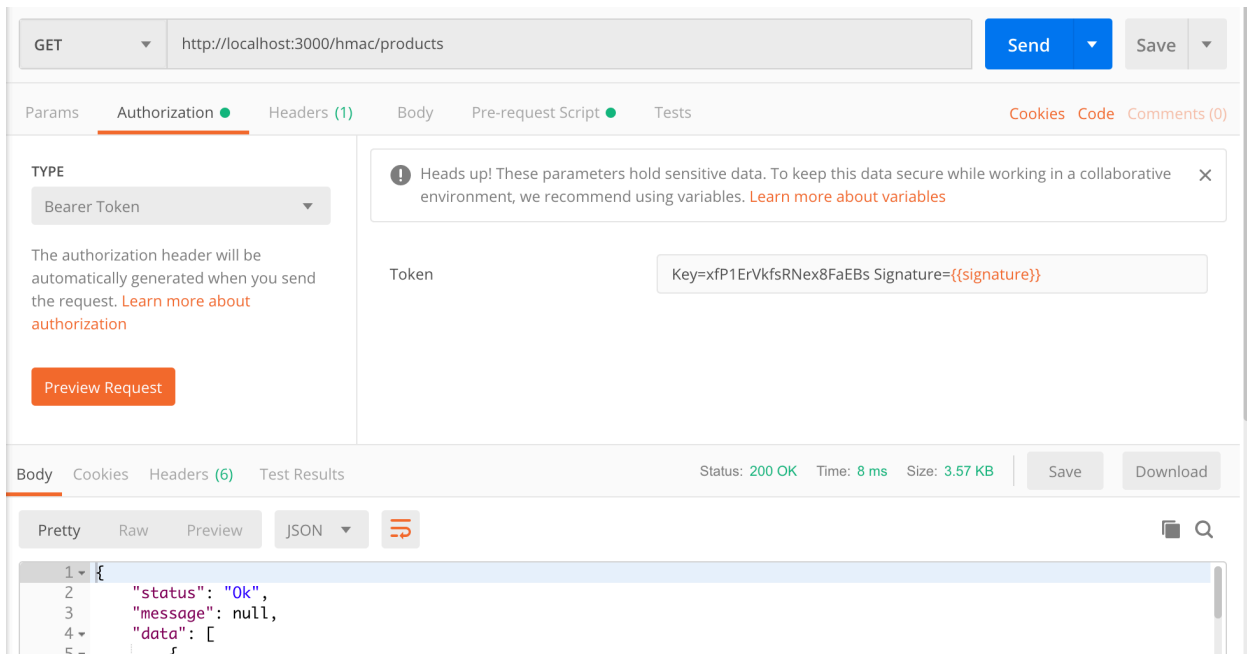 GET http://localhost:3000/hmac/products Send Save
Params Authorization Headers (1) Body Pre-request Script Tests Cookies Code Comments (0)
TYPE
Bearer Token
The authorization header will be
automatically generated when you send
the request. Learn more about
authorization
Preview Request
Heads up! These parameters hold sensitive data. To keep this data secure while working in a collaborative
environment, we recommend using variables. Learn more about variables
Token Key=xfP1ErVkfsRNex8FaEBs Signature={{signature}}
Body Cookies Headers (6) Test Results Status: 200 OK Time: 8 ms Size: 3.57 KB Save Download
Pretty Raw Preview JSON
1 {
2 "status": "Ok",
3 "message": null,
4 "data": [
5 {